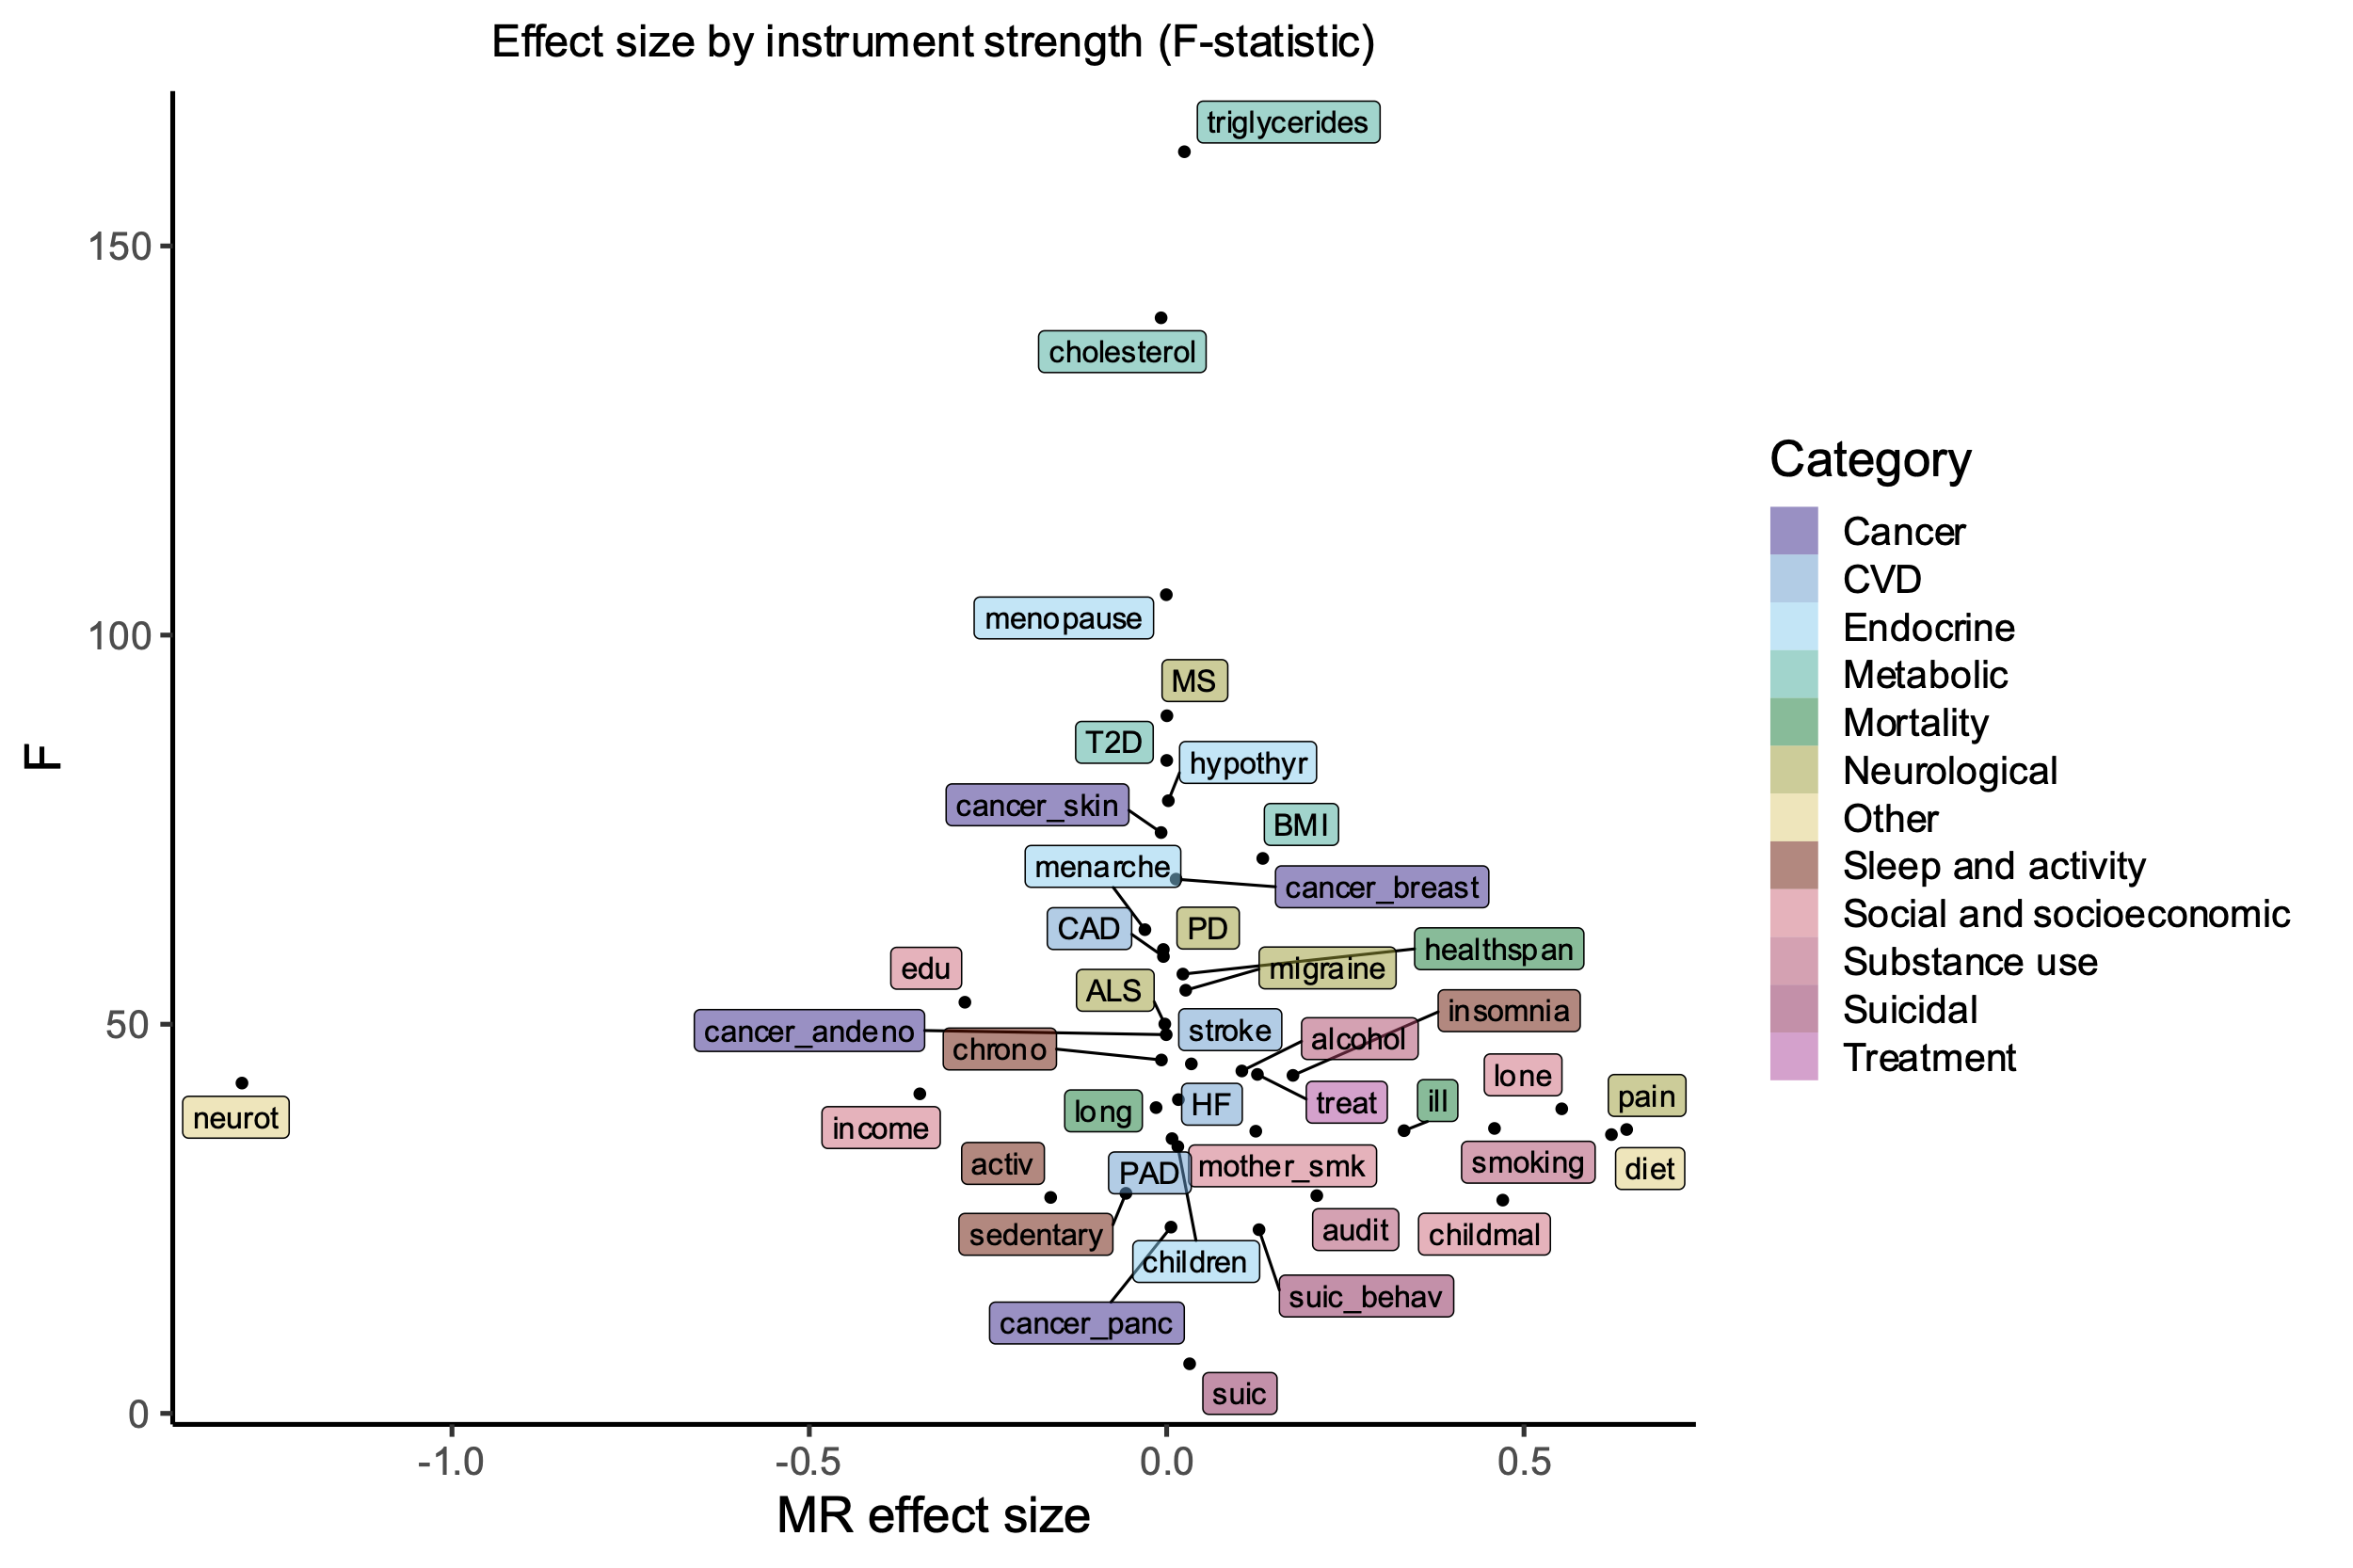 Effect size by instrument strength (F-statistic)
triglycerides
150
cholesterol
menopause
100
MS
T2D
hypothyr
F
cancer_skin
BMI
menarche
cancer_breast
CAD
PD
healthspan
edu
migraine
ALS
insomnia
50
cancer_andeno
stroke
alcohol
chrono
lone
pain
neurot
long
HF
treat
ill
income
activ
PAD
mother_smk
smoking
diet
sedentary
audit
childmal
children
suic_behav
cancer_panc
suic
0
-1.0 -0.5 0.0 0.5
MR effect size
Category
Cancer
CVD
Endocrine
Metabolic
Mortality
Neurological
Other
Sleep and activity
Social and socioeconomic
Substance use
Suicidal
Treatment